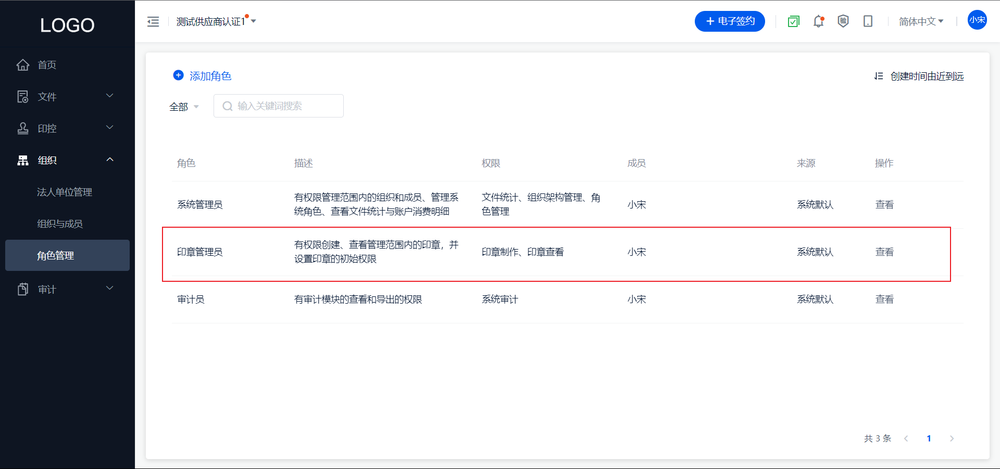 LOGO
测试供应商认证1
电子签约
验
简体中文
小宋
首页
文件
印控
组织
法人单位管理
组织与成员
角色管理
审计
添加角色
创建时间由近到远
全部
输入关键词搜索
角色 描述 权限 成员 来源 操作
系统管理员 有权限管理范围内的组织和成员、管理系 文件统计、组织架构管理、角 小宋 系统默认 查看
统角色、查看文件统计与账户消费明细 色管理
印章管理员 有权限创建、查看管理范围内的印章，并 印章制作、印章查看 小宋 系统默认 查看
设置印章的初始权限
审计员 有审计模块的查看和导出的权限 系统审计 小宋 系统默认 查看
共 3 条 1